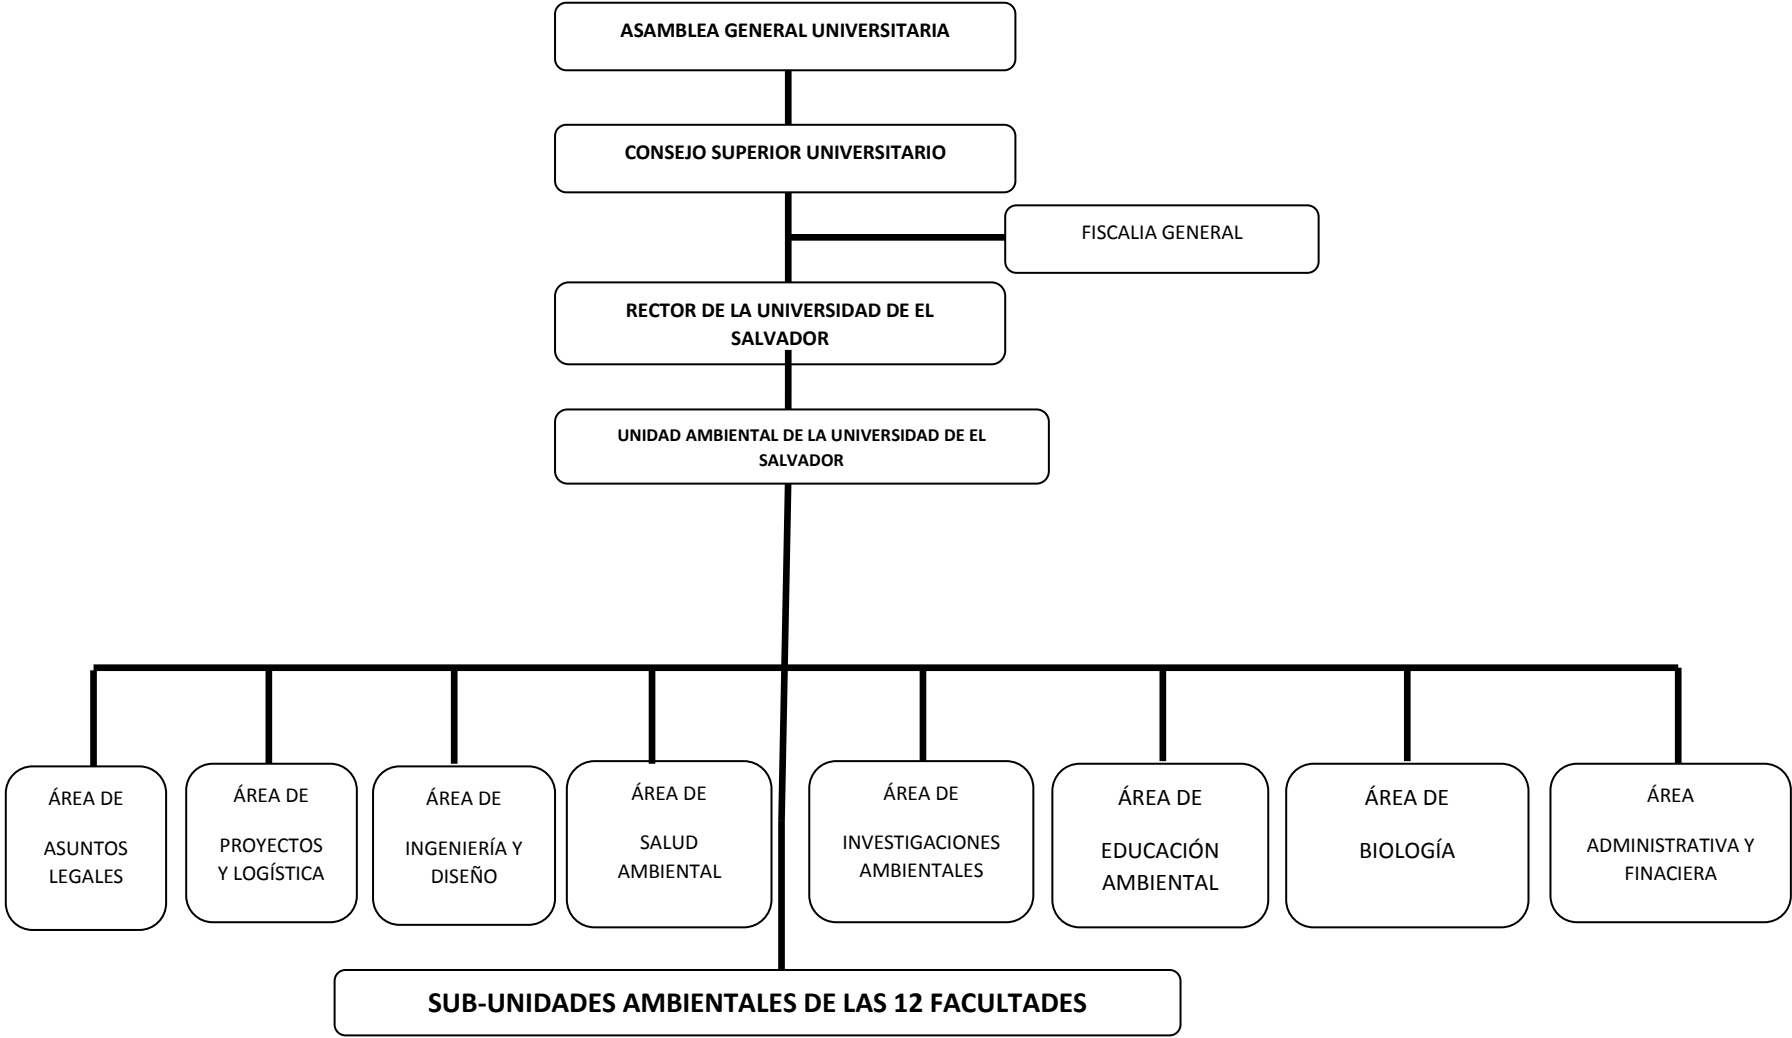 ASAMBLEA GENERAL UNIVERSITARIA
CONSEJO SUPERIOR UNIVERSITARIO
FISCALIA GENERAL
RECTOR DE LA UNIVERSIDAD DE EL
SALVADOR
UNIDAD AMBIENTAL DE LA UNIVERSIDAD DE EL
SALVADOR
ÁREA DE
ASUNTOS
LEGALES
ÁREA DE
PROYECTOS
Y LOGÍSTICA
ÁREA DE
INGENIERÍA Y
DISEÑO
ÁREA DE
SALUD
AMBIENTAL
ÁREA DE
INVESTIGACIONES
AMBIENTALES
ÁREA DE
EDUCACIÓN
AMBIENTAL
ÁREA DE
BIOLOGÍA
ÁREA
ADMINISTRATIVA Y
FINACIERA
SUB-UNIDADES AMBIENTALES DE LAS 12 FACULTADES